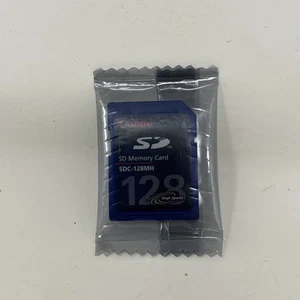 SD
SD Memory Card
SDC-128MH
128
High Speed